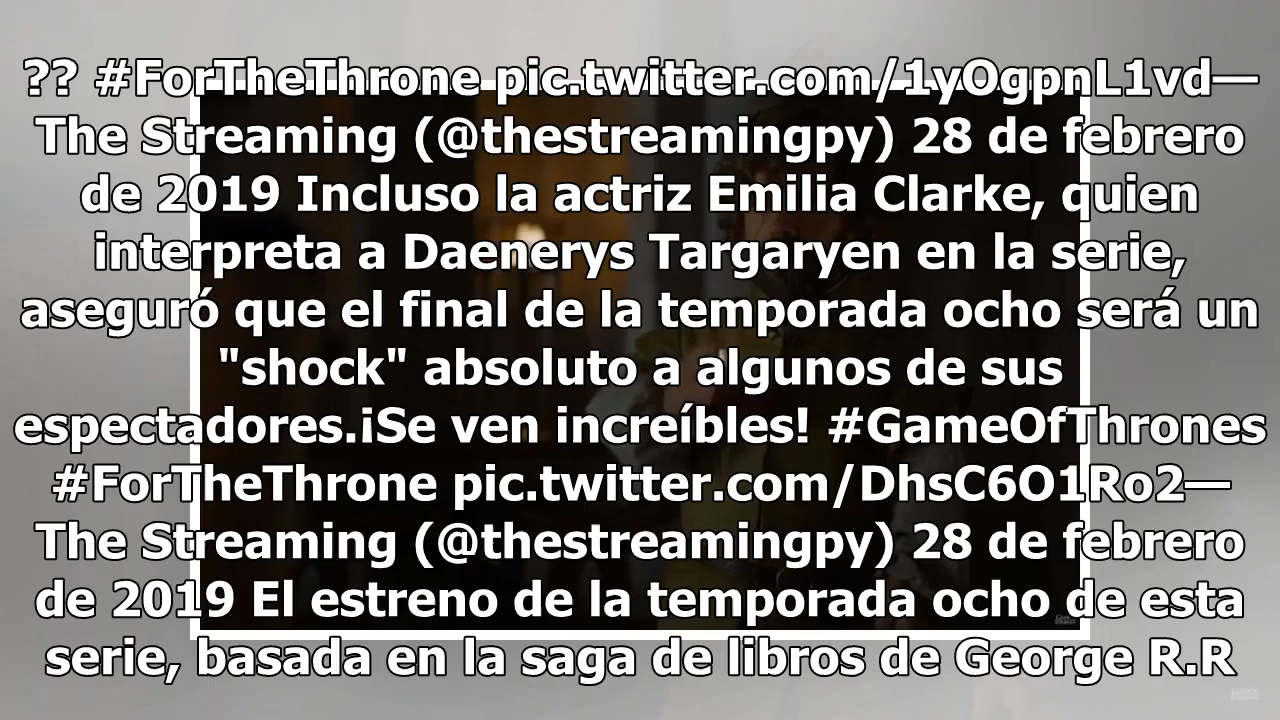 ?? #ForTheThrone pic.twitter.com/1yOgpnL1vd—
The Streaming (@thestreamingpy) 28 de febrero
de 2019 Incluso la actriz Emilia Clarke, quien
interpreta a Daenerys Targaryen en la serie,
aseguró que el final de la temporada ocho será un
"shock" absoluto a algunos de sus
espectadores.¡Se ven increíbles! #GameOfThrones
#ForTheThrone pic.twitter.com/DhsC6O1Ro2—
The Streaming (@thestreamingpy) 28 de febrero
de 2019 El estreno de la temporada ocho de esta
serie, basada en la saga de libros de George R.R